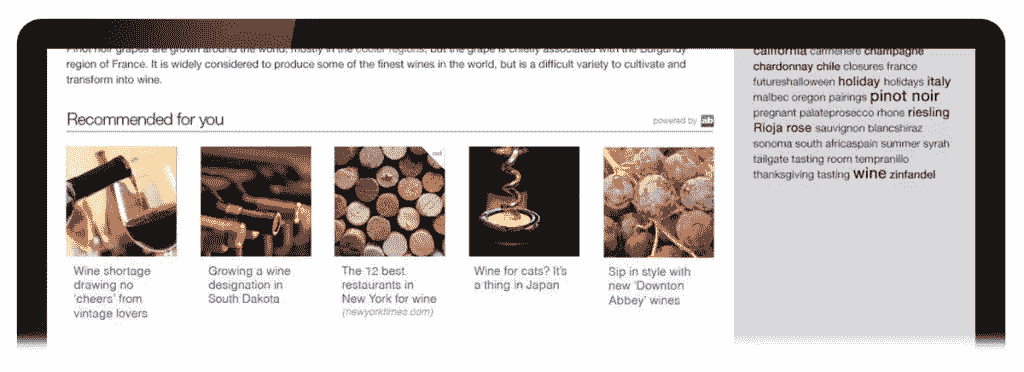 Pinot noir grapes are grown around the world, mostly in the cooler regions, but the grape is chiefly associated with the Burgundy
region of France. It is widely considered to produce some of the finest wines in the world, but is a difficult variety to cultivate and
transform into wine.
Recommended for you
powered by ab
ad
Wine shortage
drawing no
'cheers' from
vintage lovers
Growing a wine
designation in
South Dakota
The 12 best
restaurants in
New York for wine
(newyorktimes.com)
Wine for cats? It's
a thing in Japan
Sip in style with
new 'Downton
Abbey' wines
california carmenere champagne
chardonnay chile closures france
futureshalloween holiday holidays italy
malbec oregon pairings pinot noir
pregnant palateprosecco rhone riesling
Rioja rose sauvignon blancshiraz
sonoma south africaspain summer syrah
tailgate tasting room tempranillo
thanksgiving tasting wine zinfandel